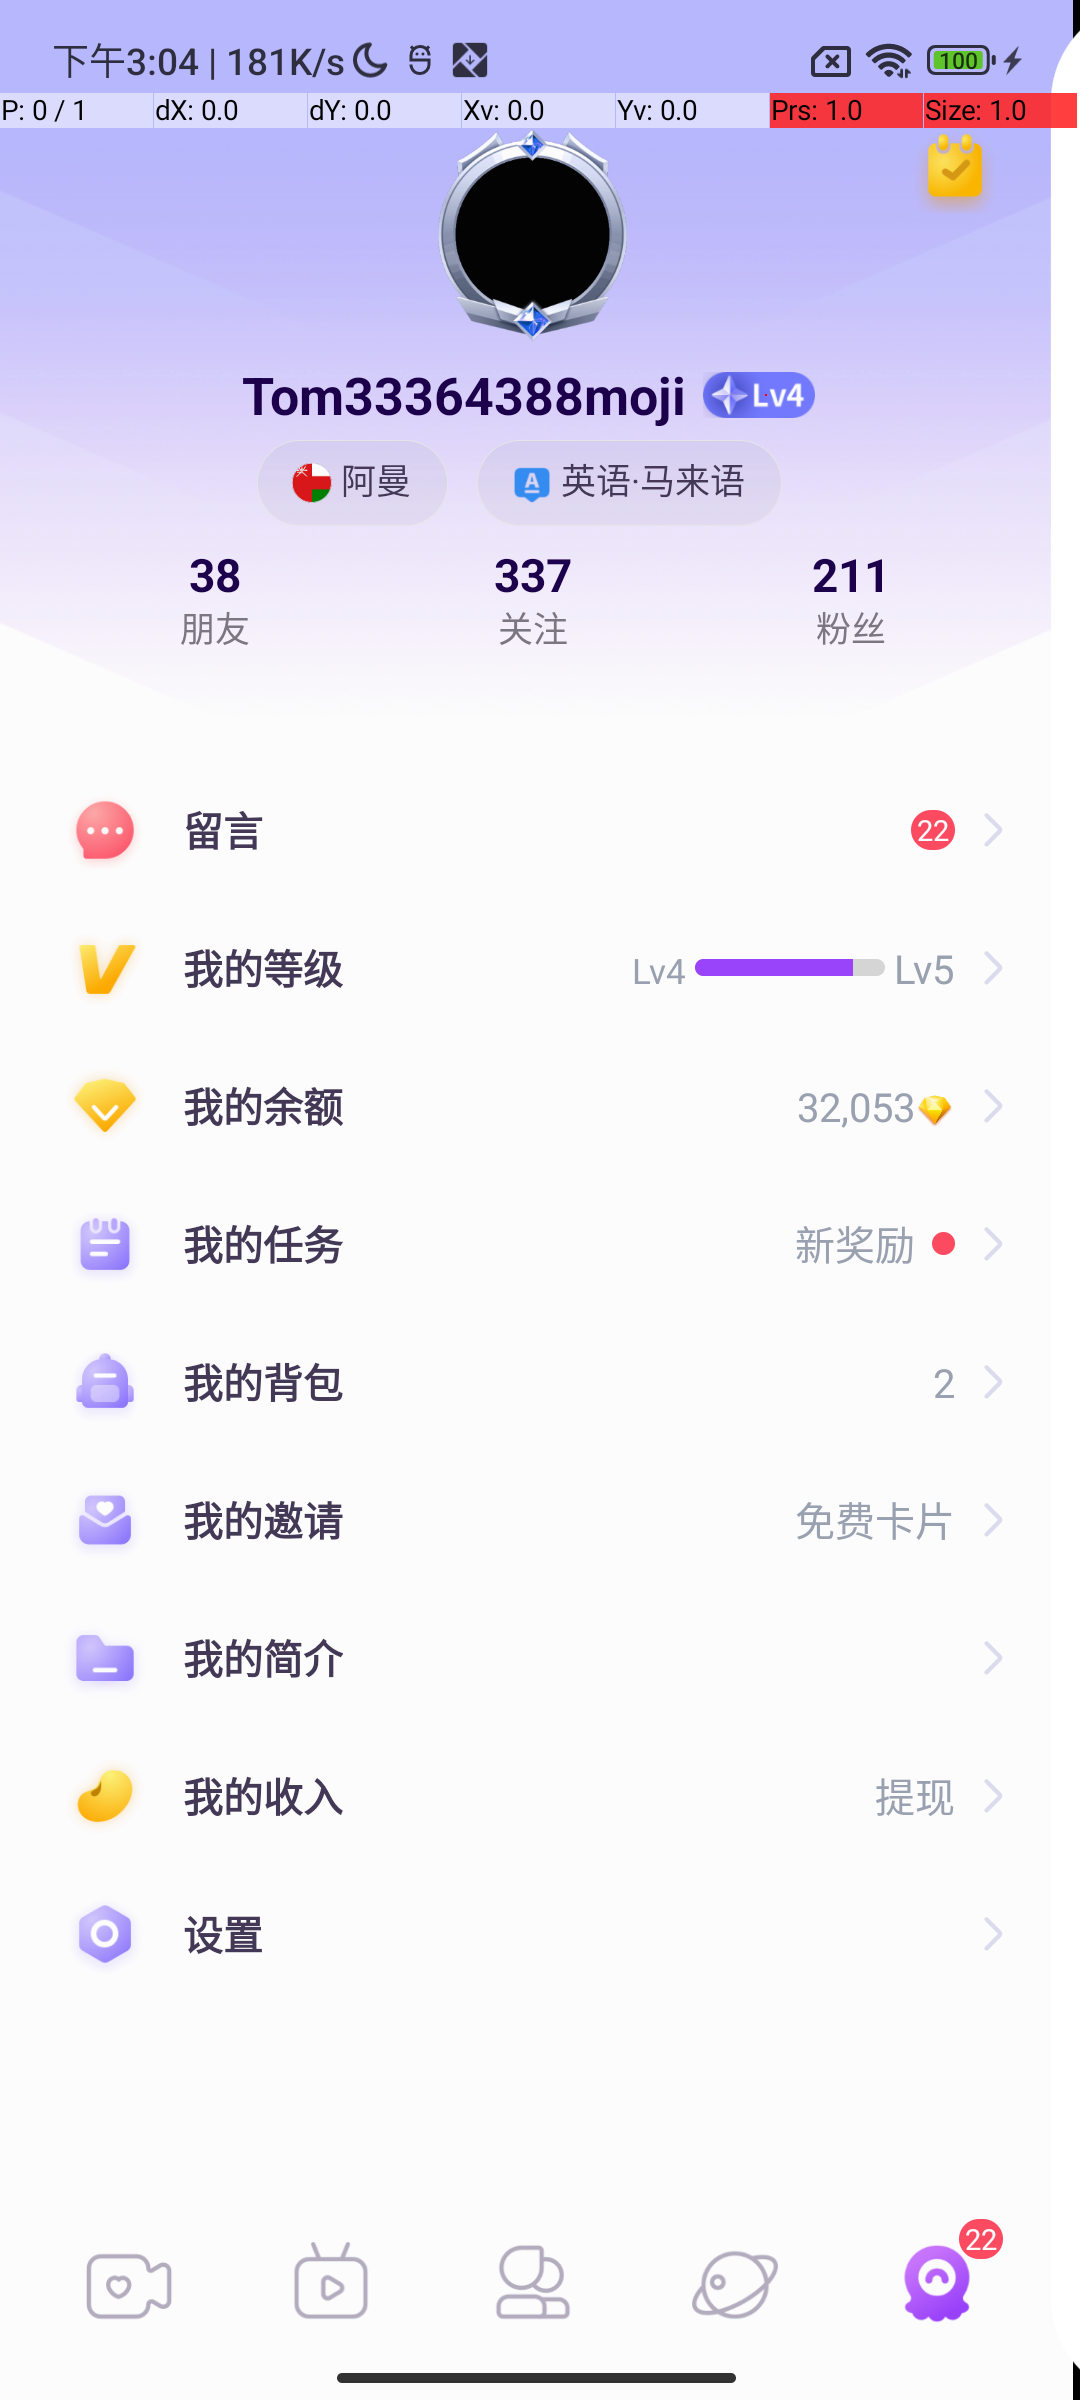 下午3:04 | 181K/s 100
P: 0 / 1 dX: 0.0 dY: 0.0 Xv: 0.0 Yv: 0.0 Prs: 1.0 Size: 1.0
Tom33364388moji Lv4
阿曼 A 英语·马来语
38 337 211
朋友 关注 粉丝
留言 22
我的等级 Lv4 Lv5
我的余额 32,053
我的任务 新奖励
我的背包 2
我的邀请 免费卡片
我的简介
我的收入 提现
设置
22